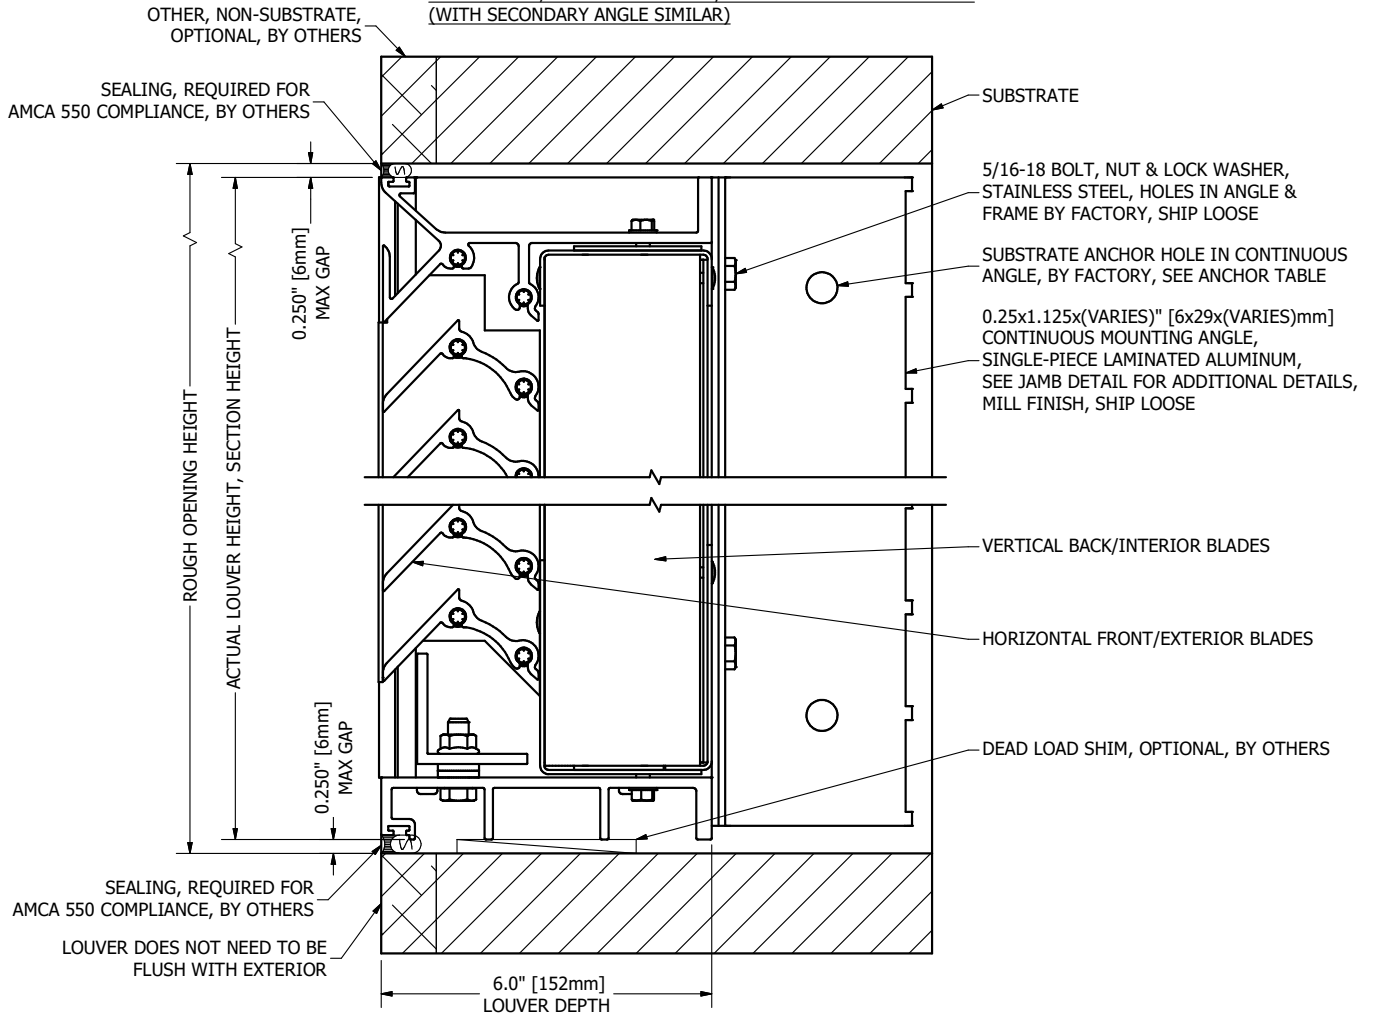 (WITH SECONDARY ANGLE SIMILAR)
OTHER, NON-SUBSTRATE,
OPTIONAL, BY OTHERS
SEALING, REQUIRED FOR
AMCA 550 COMPLIANCE, BY OTHERS
SUBSTRATE
5/16-18 BOLT, NUT & LOCK WASHER,
STAINLESS STEEL, HOLES IN ANGLE &
FRAME BY FACTORY, SHIP LOOSE
SUBSTRATE ANCHOR HOLE IN CONTINUOUS
ANGLE, BY FACTORY, SEE ANCHOR TABLE
0.25x1.125x(VARIES)" [6x29x(VARIES)mm]
CONTINUOUS MOUNTING ANGLE,
SINGLE-PIECE LAMINATED ALUMINUM,
SEE JAMB DETAIL FOR ADDITIONAL DETAILS,
MILL FINISH, SHIP LOOSE
0.250" [6mm]
MAX GAP
ROUGH OPENING HEIGHT
ACTUAL LOUVER HEIGHT, SECTION HEIGHT
VERTICAL BACK/INTERIOR BLADES
HORIZONTAL FRONT/EXTERIOR BLADES
0.250" [6mm]
MAX GAP
DEAD LOAD SHIM, OPTIONAL, BY OTHERS
SEALING, REQUIRED FOR
AMCA 550 COMPLIANCE, BY OTHERS
LOUVER DOES NOT NEED TO BE
FLUSH WITH EXTERIOR
6.0" [152mm]
LOUVER DEPTH